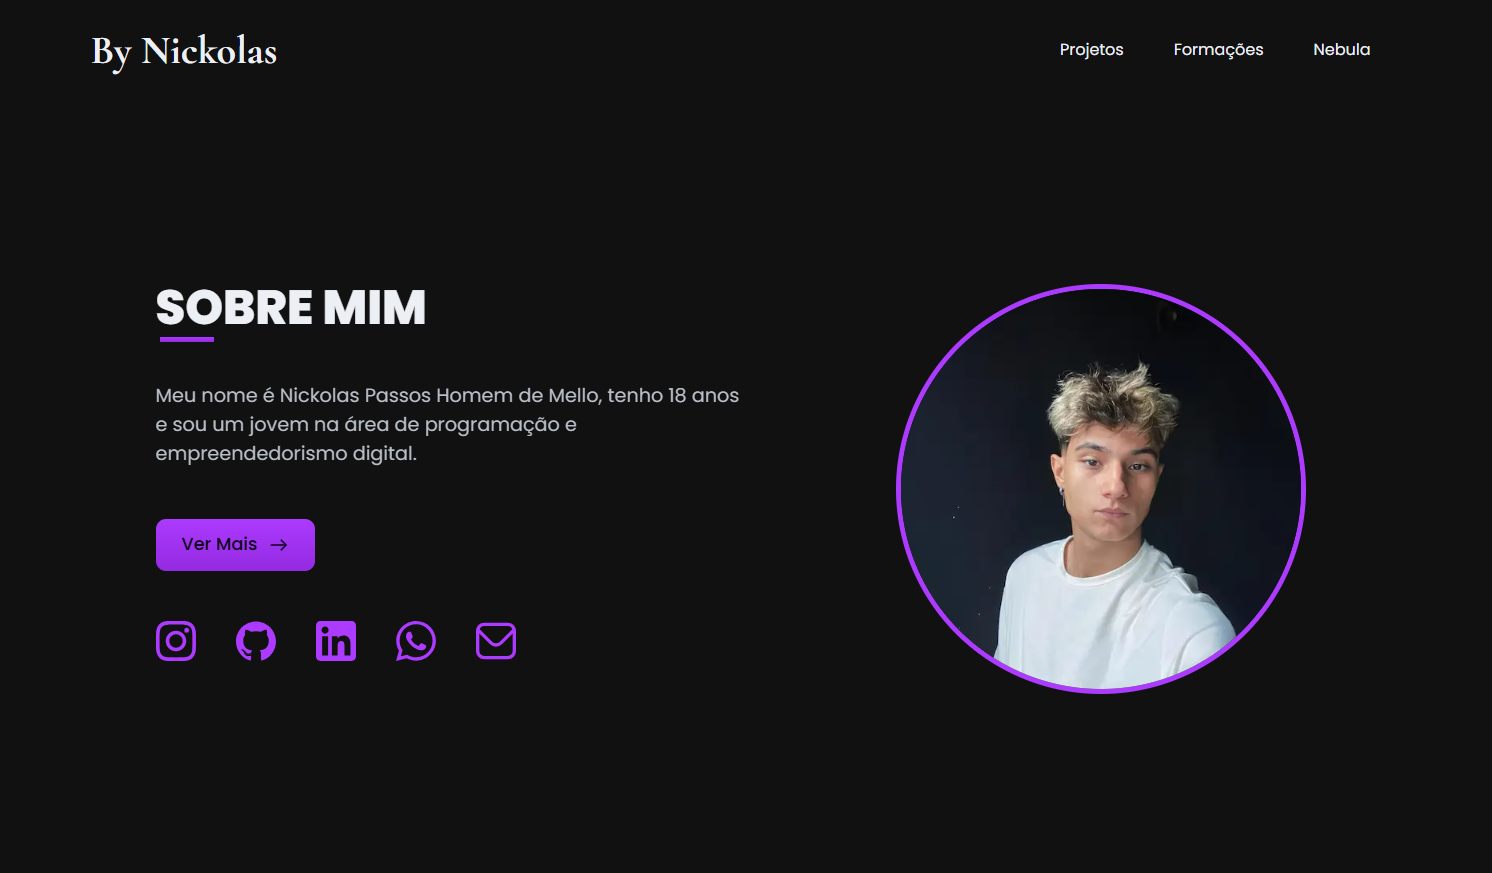 By Nickolas
Projetos
Formações
Nebula
SOBRE MIM
Meu nome é Nickolas Passos Homem de Mello, tenho 18 anos
e sou um jovem na área de programação e
empreendedorismo digital.
Ver Mais
in